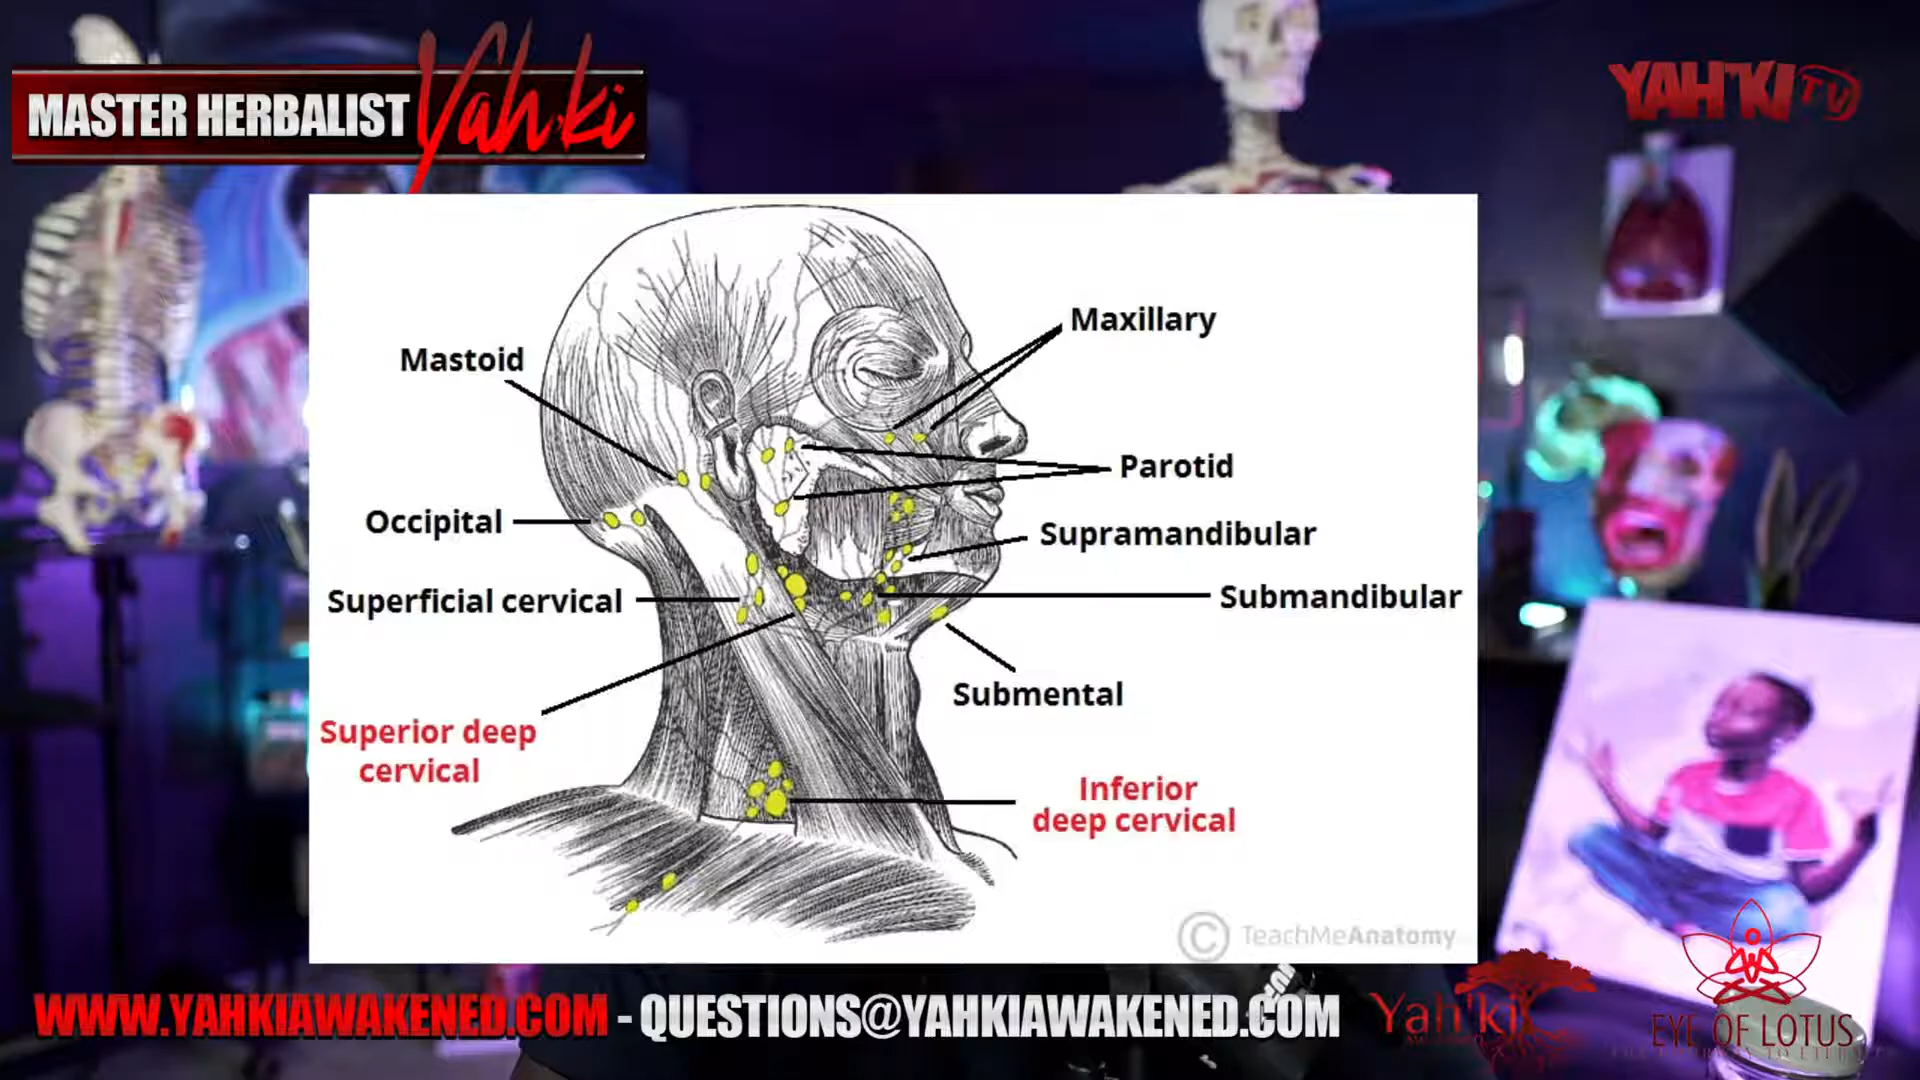 MASTER HERBALIST Yah'ki
YAH'KI TV
Maxillary
Mastoid
Parotid
Occipital
Supramandibular
Superficial cervical
Submandibular
Submental
Superior deep
cervical
Inferior
deep cervical
© TeachMeAnatomy
WWW.YAHKIAWAKENED.COM - QUESTIONS@YAHKIAWAKENED.COM
Yah'ki
EYE OF LOTUS